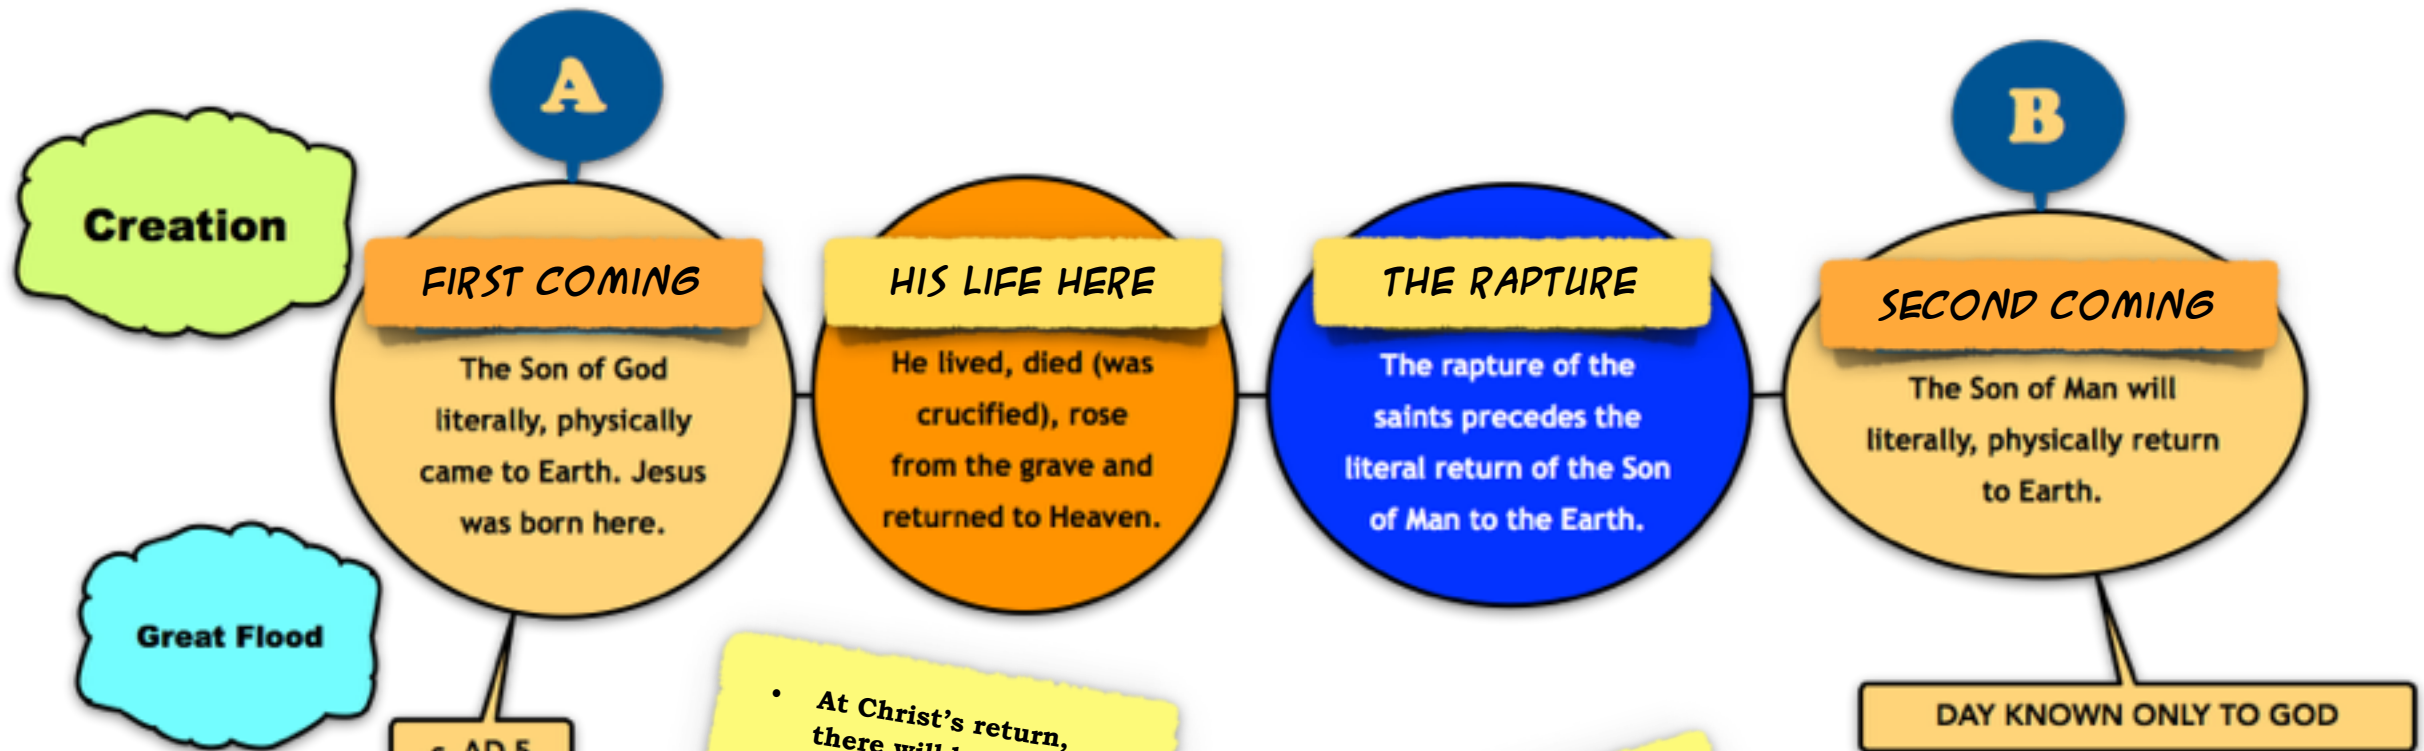 A
B
Creation
FIRST COMING
The Son of God
literally, physically
came to Earth. Jesus
was born here.
HIS LIFE HERE
He lived, died (was
crucified), rose
from the grave and
returned to Heaven.
THE RAPTURE
The rapture of the
saints precedes the
literal return of the Son
of Man to the Earth.
SECOND COMING
The Son of Man will
literally, physically return
to Earth.
Great Flood
• At Christ's return,
there will
DAY KNOWN ONLY TO GOD